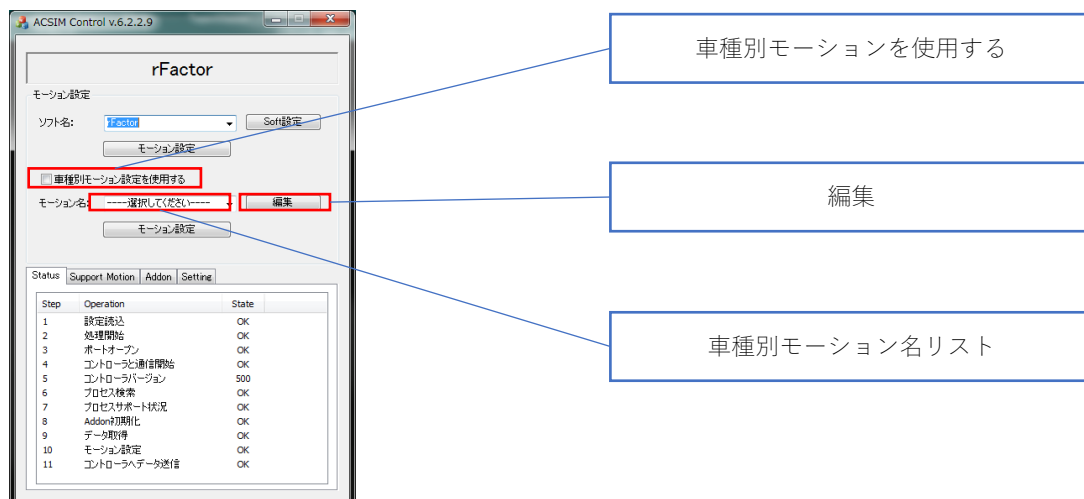 ACSIM Control v.6.2.2.9
rFactor
モーション設定
ソフト名: rFactor Soft設定
モーション設定
車種別モーション設定を使用する
モーション名: ----選択してください---- 編集
モーション設定
Status Support Motion Addon Setting
Step Operation State
1 設定読込 OK
2 処理開始 OK
3 ポートオープン OK
4 コントローラと通信開始 OK
5 コントローラバージョン 500
6 プロセス検索 OK
7 プロセスサポート状況 OK
8 Addon初期化 OK
9 データ取得 OK
10 モーション設定 OK
11 コントローラへデータ送信 OK
車種別モーションを使用する
編集
車種別モーション名リスト